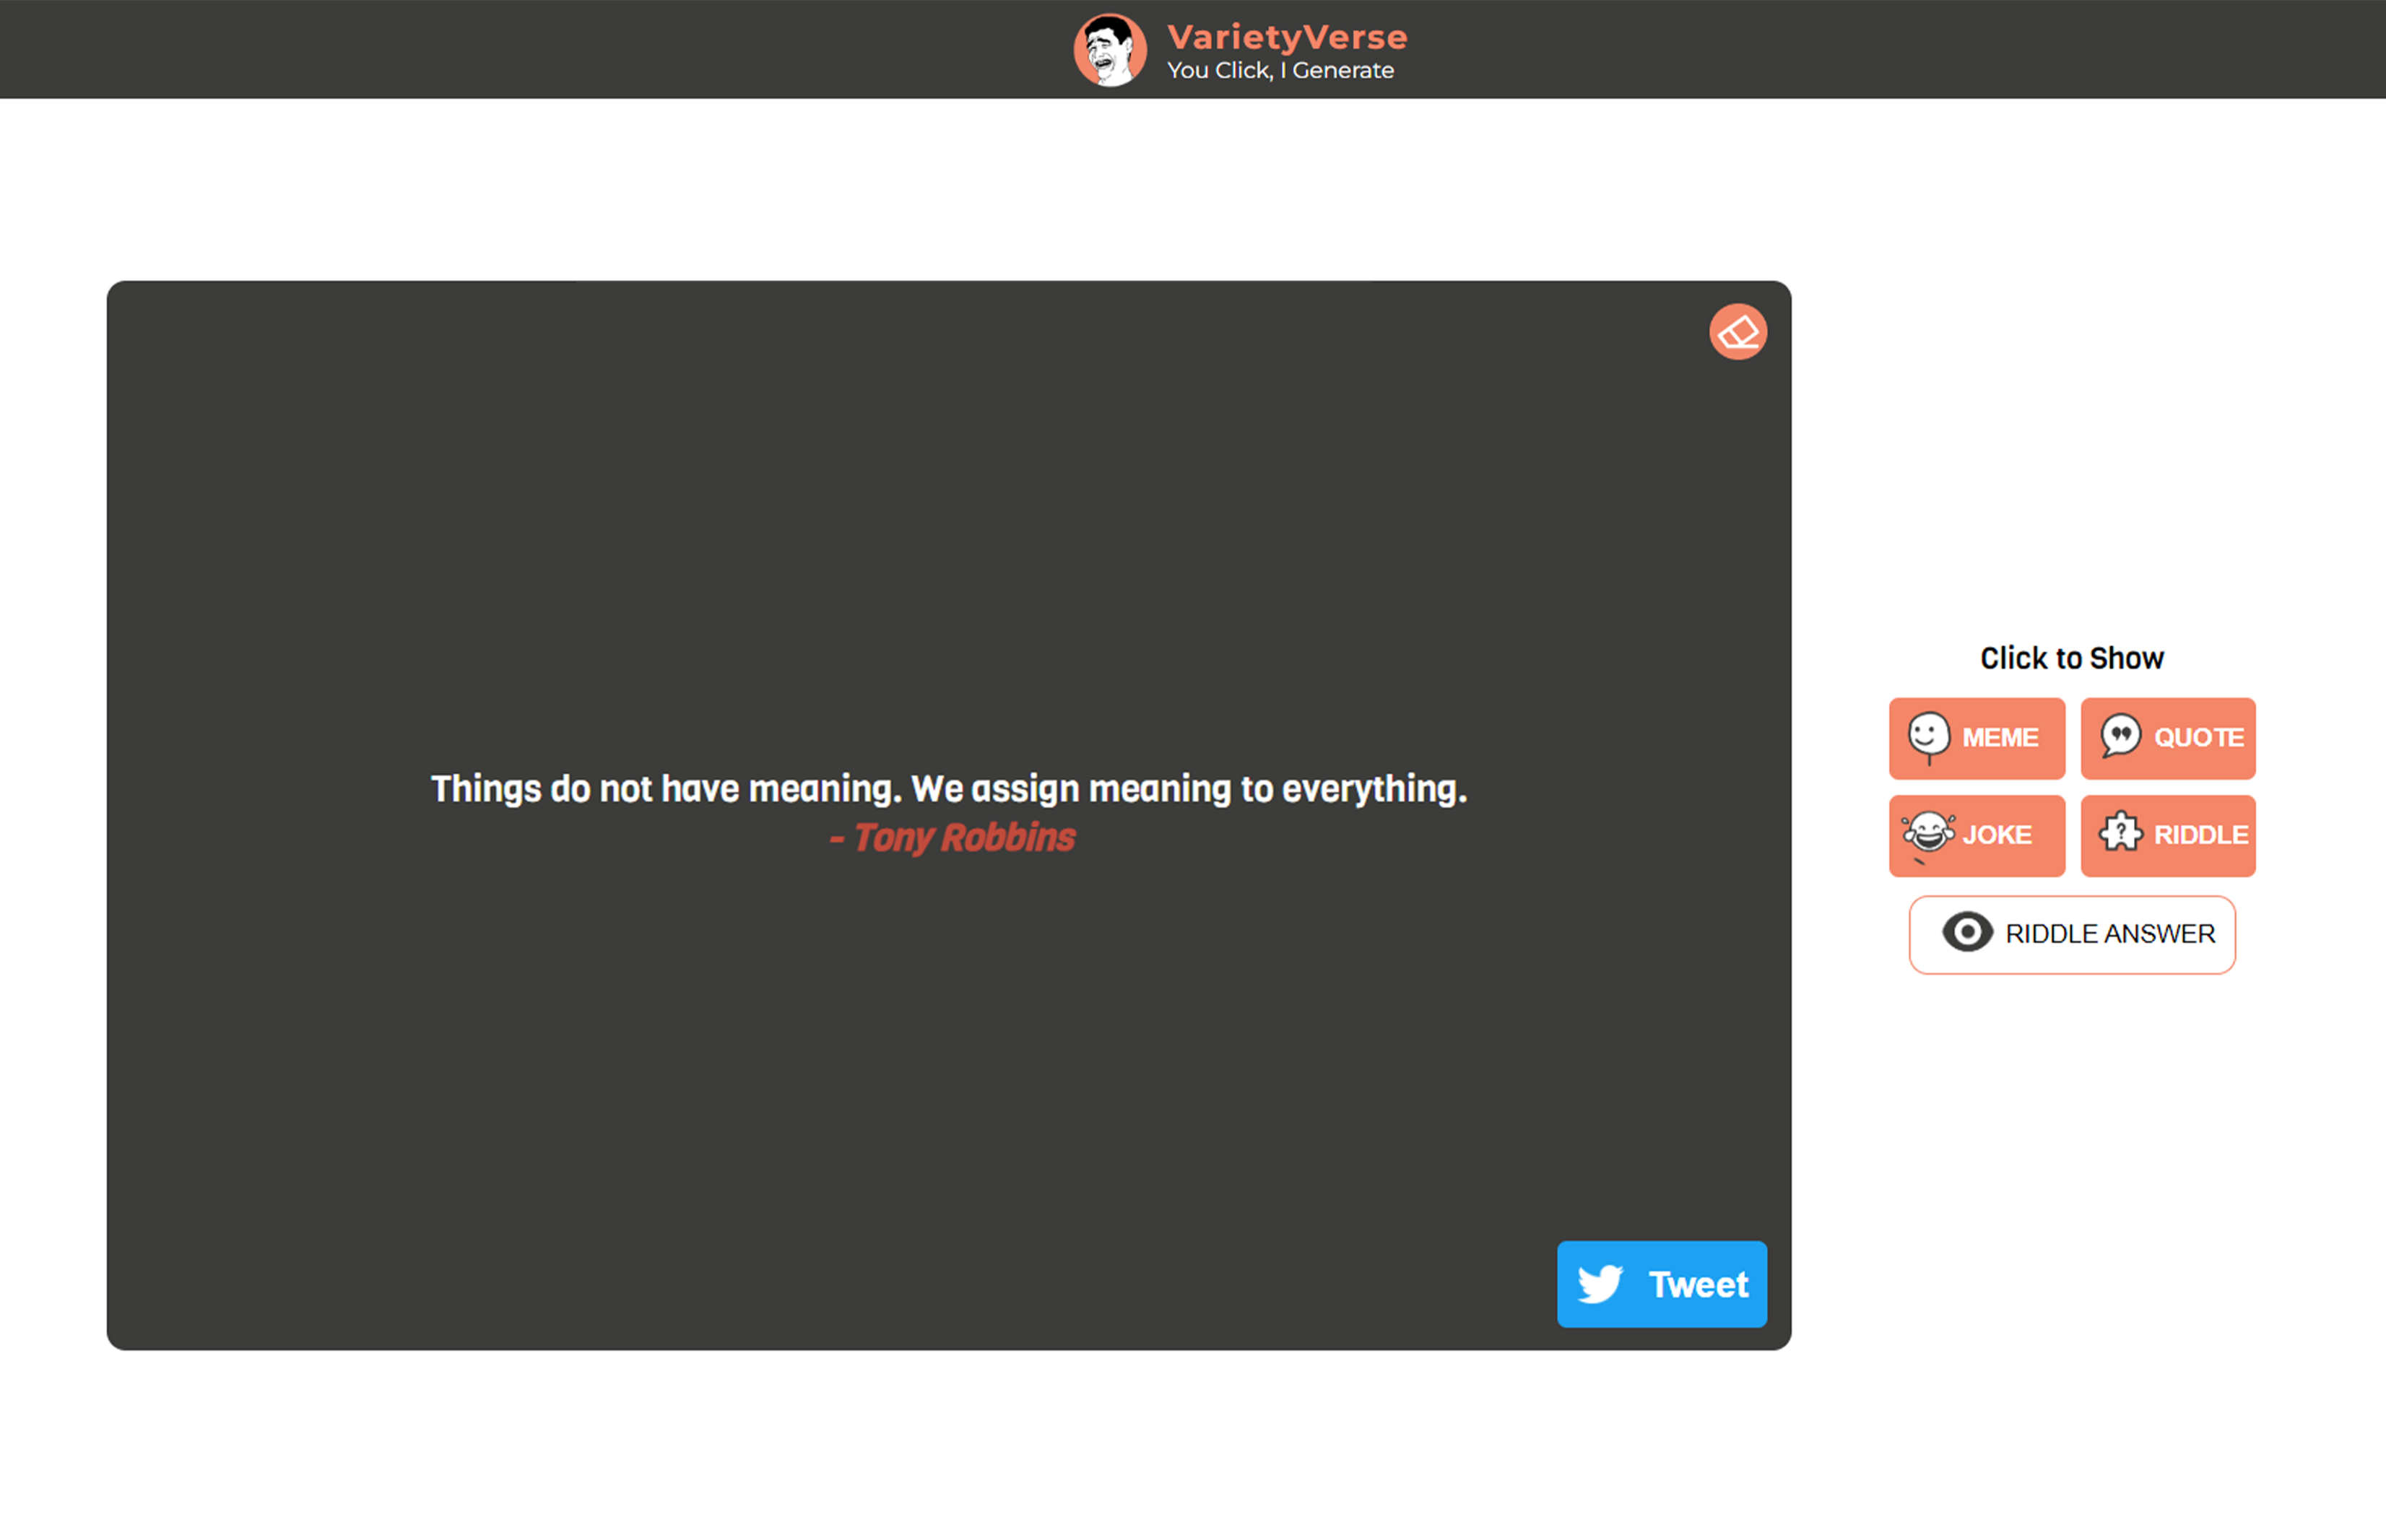 VarietyVerse
You Click, I Generate
Things do not have meaning. We assign meaning to everything.
- Tony Robbins
Tweet
Click to Show
MEME
QUOTE
JOKE
RIDDLE
RIDDLE ANSWER